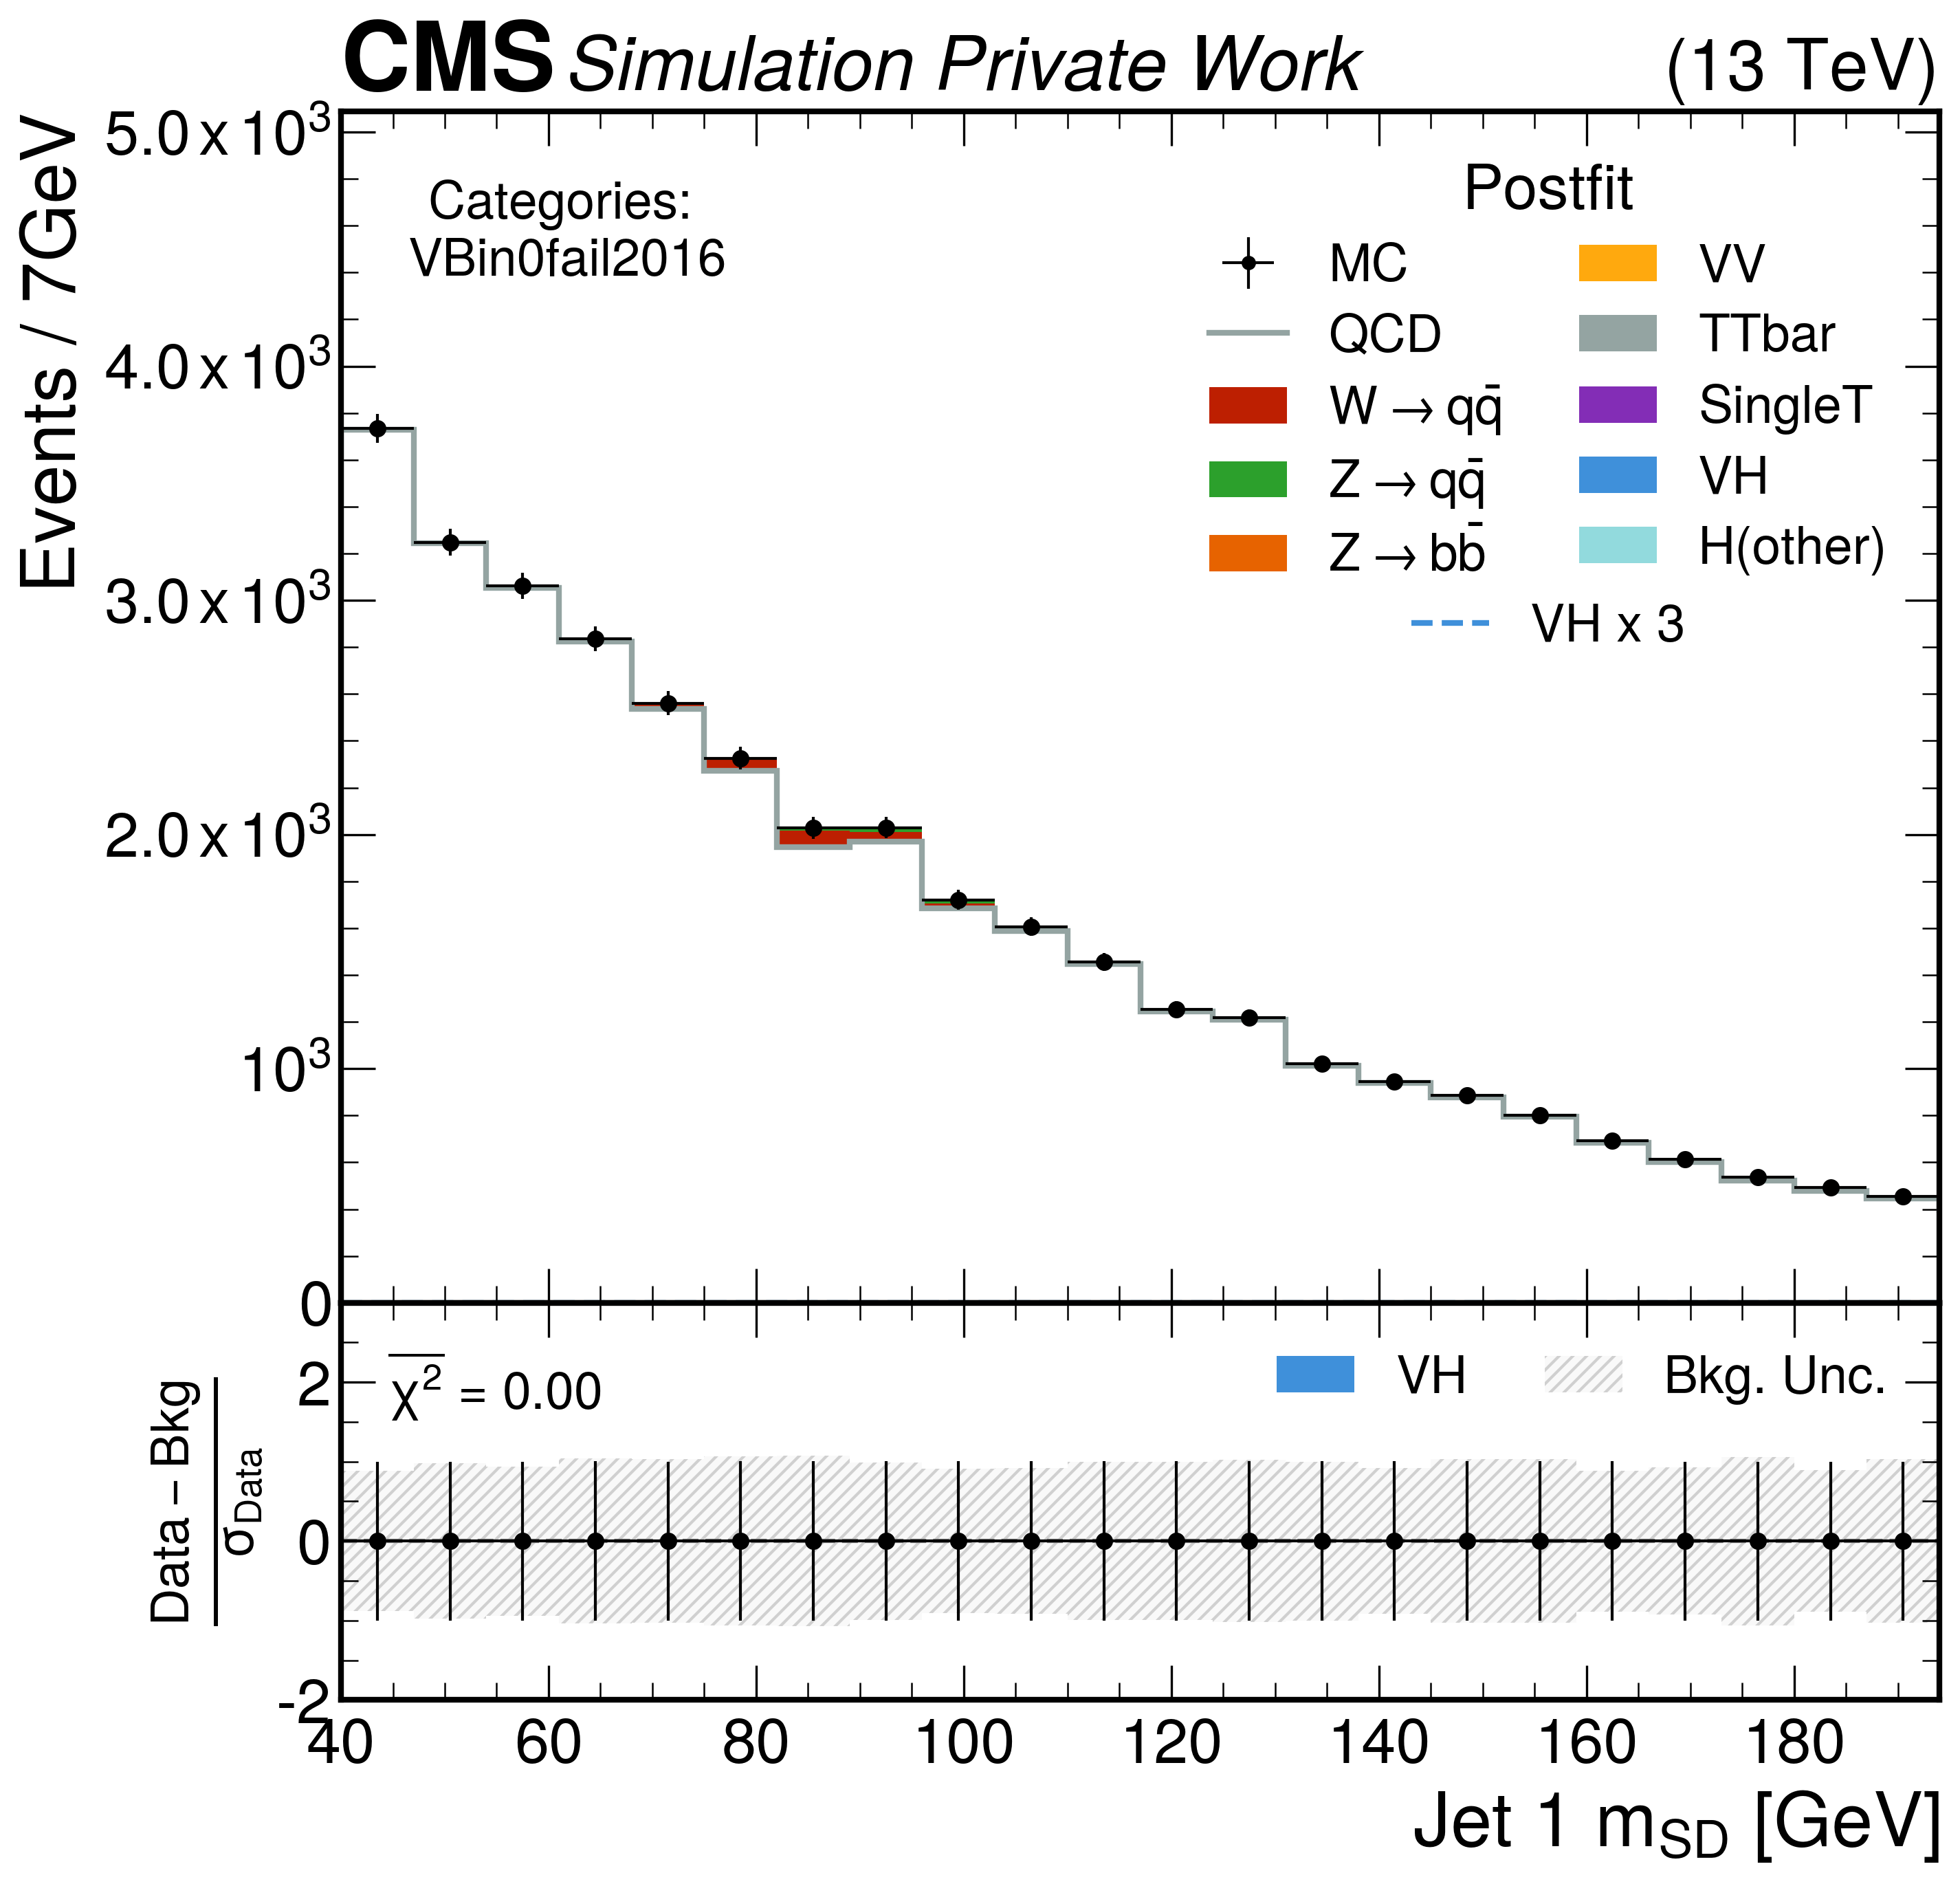 CMS Simulation Private Work (13 TeV)
Events / 7GeV
5.0 x 10³
4.0 x 10³
3.0 x 10³
2.0 x 10³
10³
0
Categories:
VBin0fail2016
Postfit
MC
QCD
W → qq̄
Z → qq̄
Z → bb̄
VV
TTbar
SingleT
VH
H(other)
VH x 3
Data – Bkg
σData
2
0
-2
χ² = 0.00
VH
Bkg. Unc.
40 60 80 100 120 140 160 180
Jet 1 mSD [GeV]